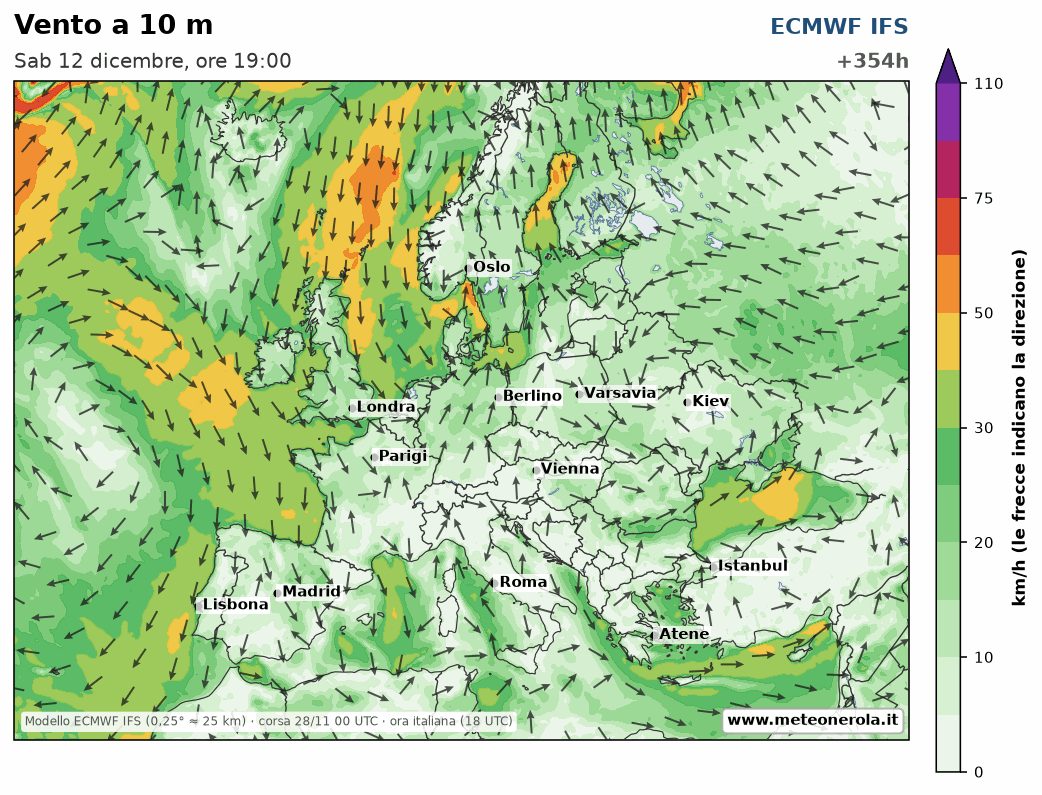 Vento a 10 m
ECMWF IFS
Sab 12 dicembre, ore 19:00
+354h
110
75
50
30
20
10
0
km/h (le frecce indicano la direzione)
Oslo
Berlino
Varsavia
Kiev
Londra
Parigi
Vienna
Istanbul
Roma
Madrid
Lisbona
Atene
Modello ECMWF IFS (0,25° ≈ 25 km) · corsa 28/11 00 UTC · ora italiana (18 UTC)
www.meteonerola.it